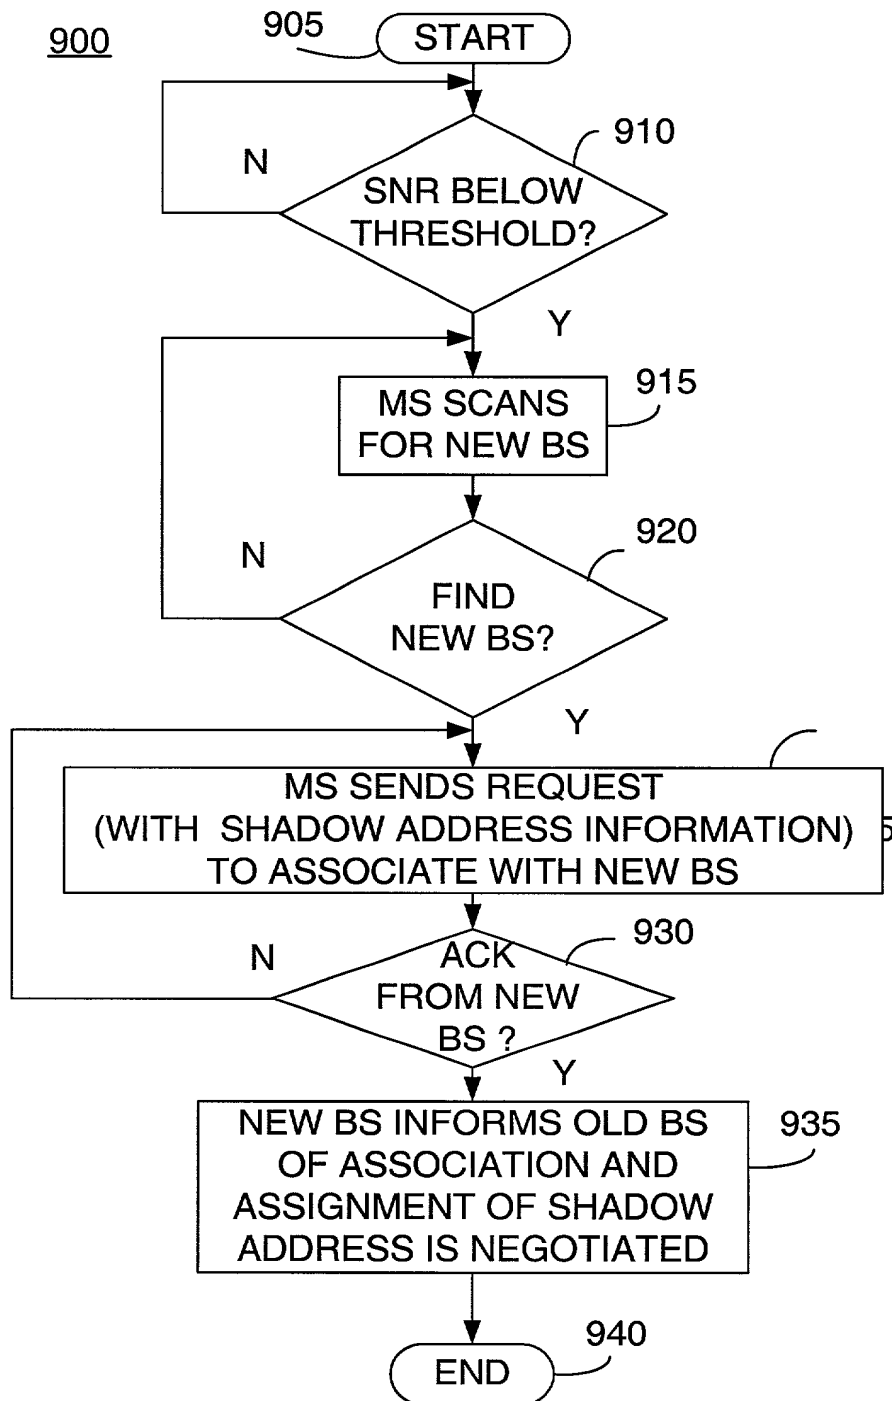 900
905
START
910
N
SNR BELOW
THRESHOLD?
Y
MS SCANS
FOR NEW BS
915
N
920
FIND
NEW BS?
Y
MS SENDS REQUEST
(WITH SHADOW ADDRESS INFORMATION)
TO ASSOCIATE WITH NEW BS
N
930
ACK
FROM NEW
BS ?
Y
NEW BS INFORMS OLD BS
OF ASSOCIATION AND
ASSIGNMENT OF SHADOW
ADDRESS IS NEGOTIATED
935
940
END